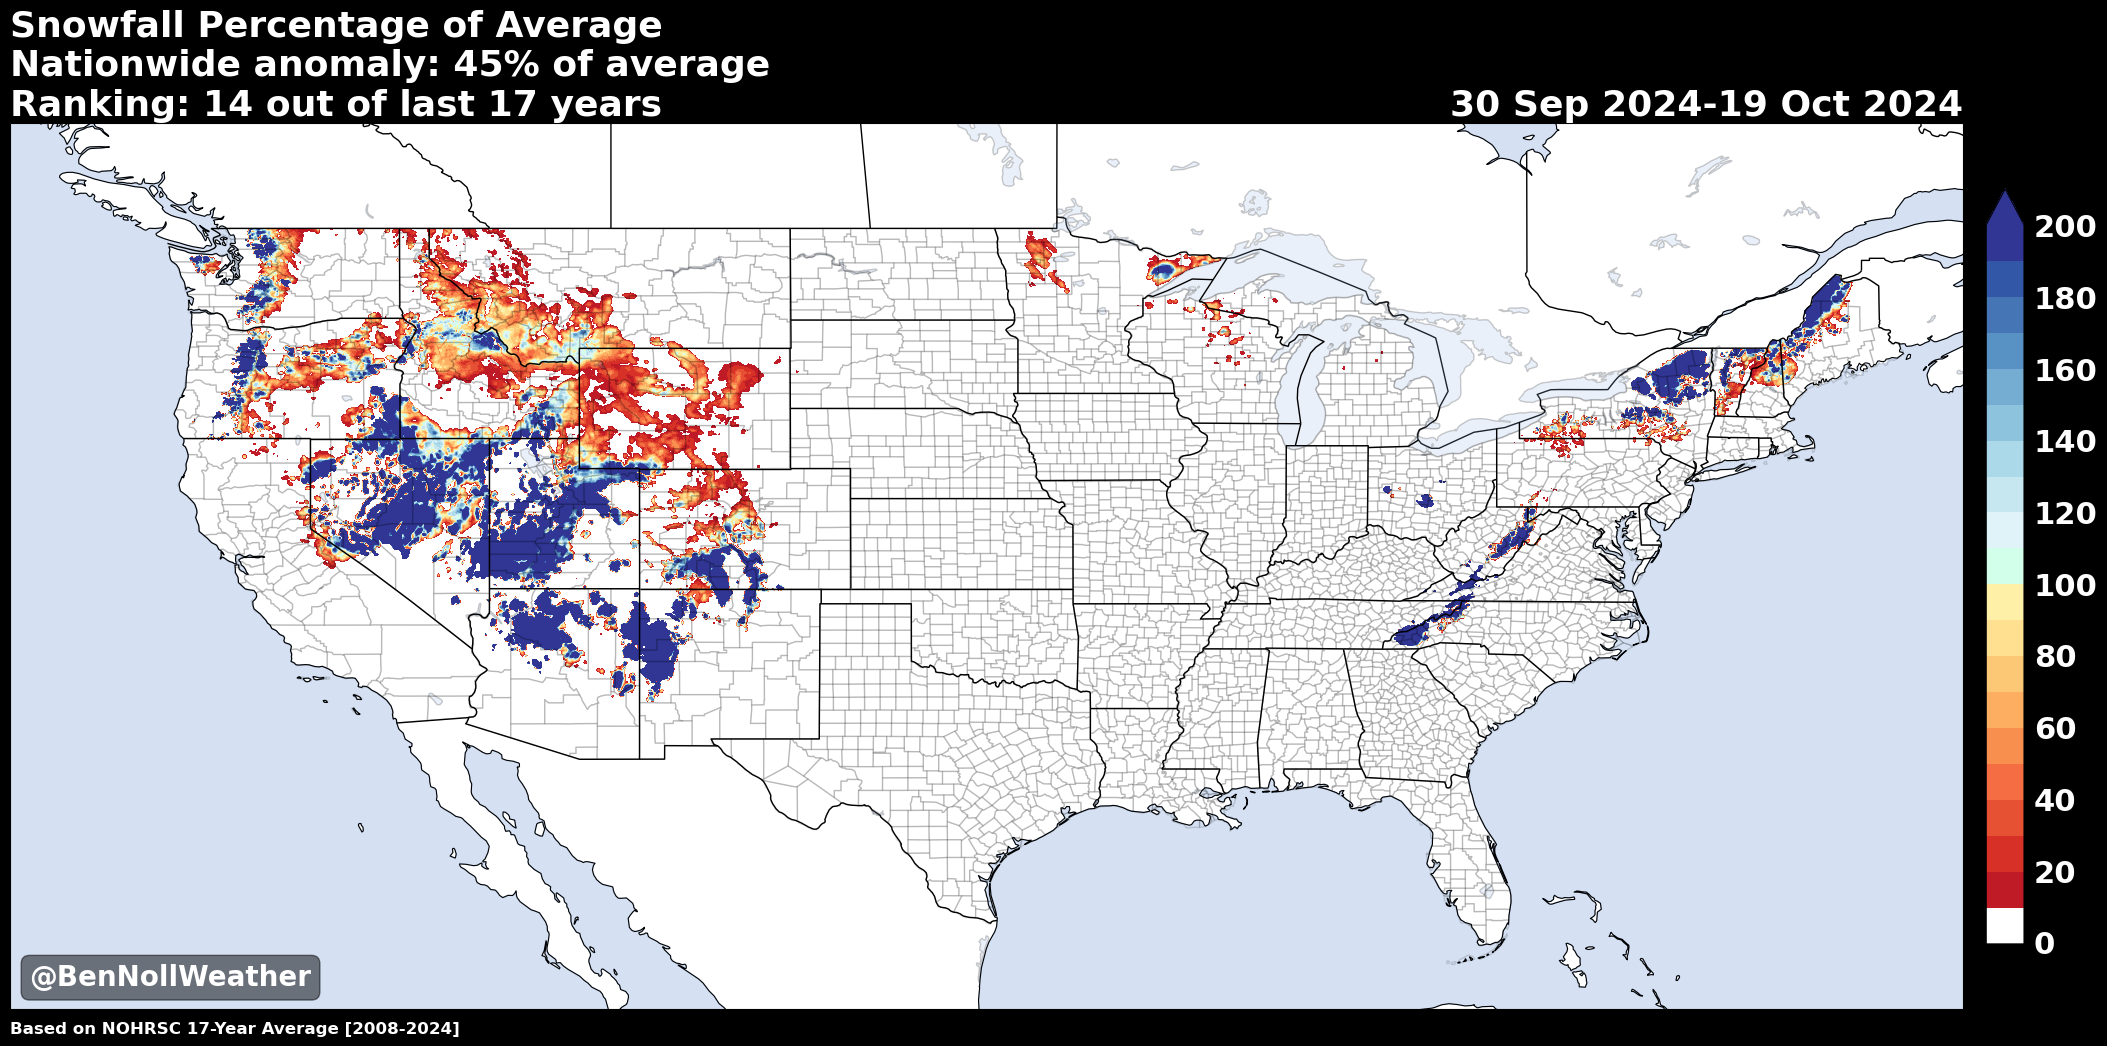 Snowfall Percentage of Average
Nationwide anomaly: 45% of average
Ranking: 14 out of last 17 years
30 Sep 2024-19 Oct 2024
200
180
160
140
120
100
80
60
40
20
0
@BenNollWeather
Based on NOHRSC 17-Year Average [2008-2024]